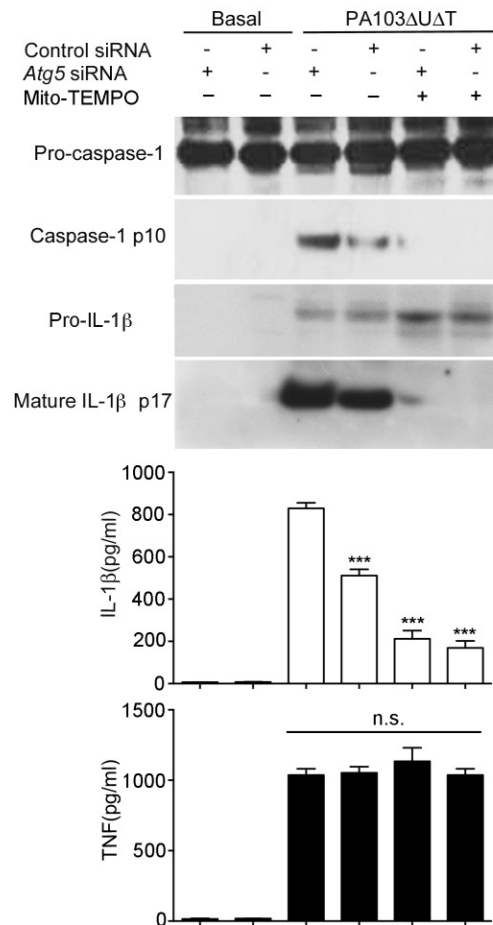 Basal PA103ΔUΔT
Control siRNA - + - + - +
Atg5 siRNA + - + - + -
Mito-TEMPO - - - - + +
Pro-caspase-1
Caspase-1 p10
Pro-IL-1β
Mature IL-1β p17
1000
800
600
400
200
0
IL-1β(pg/ml)
***
***
***
1500
1000
500
0
TNF(pg/ml)
n.s.